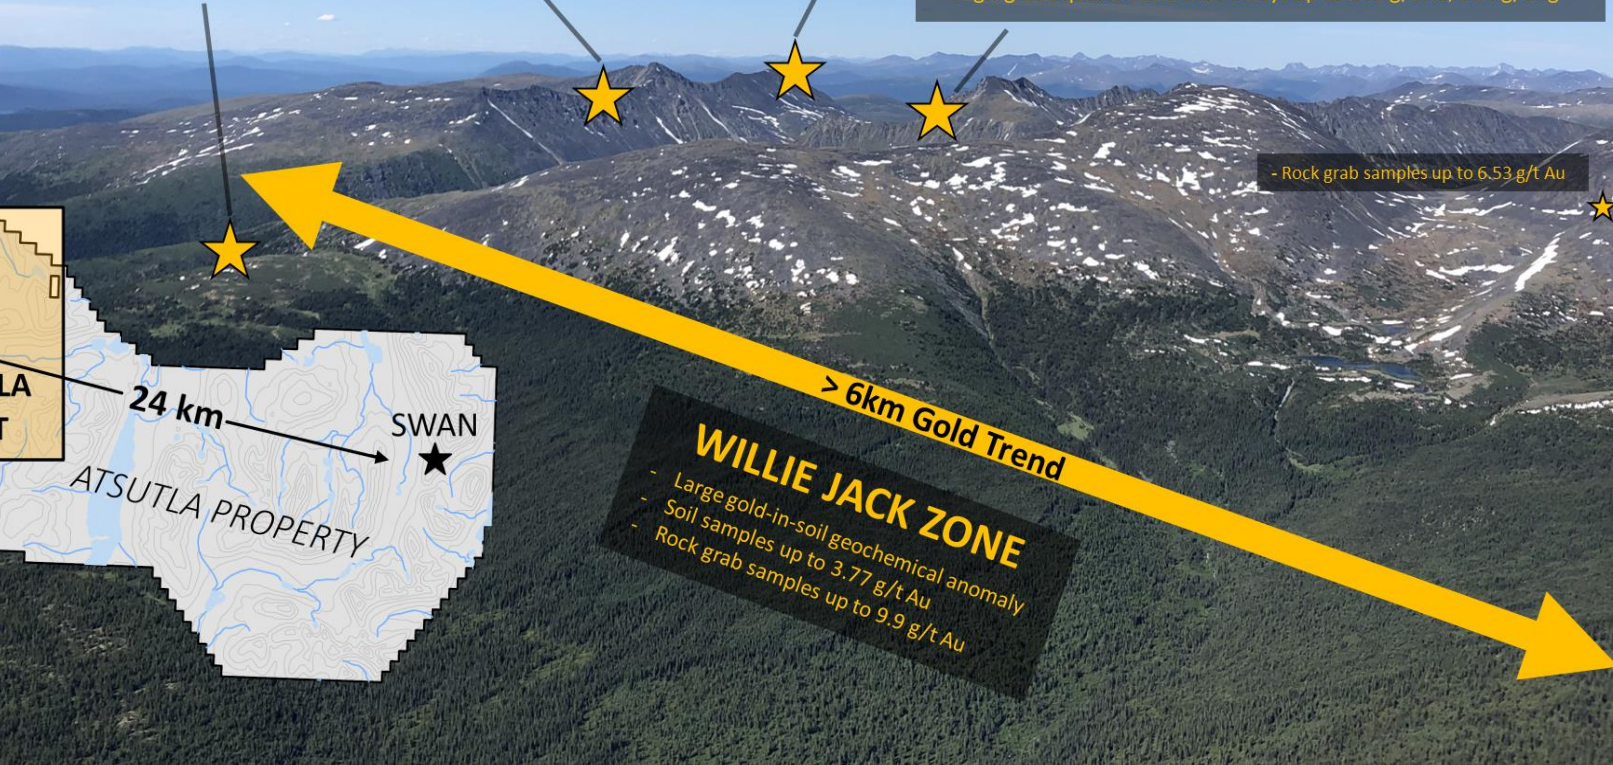 - Rock grab samples up to 6.53 g/t Au
LA
T
24 km
SWAN
ATSUTLA PROPERTY
> 6km Gold Trend
WILLIE JACK ZONE
- Large gold-in-soil geochemical anomaly
- Soil samples up to 3.77 g/t Au
- Rock grab samples up to 9.9 g/t Au